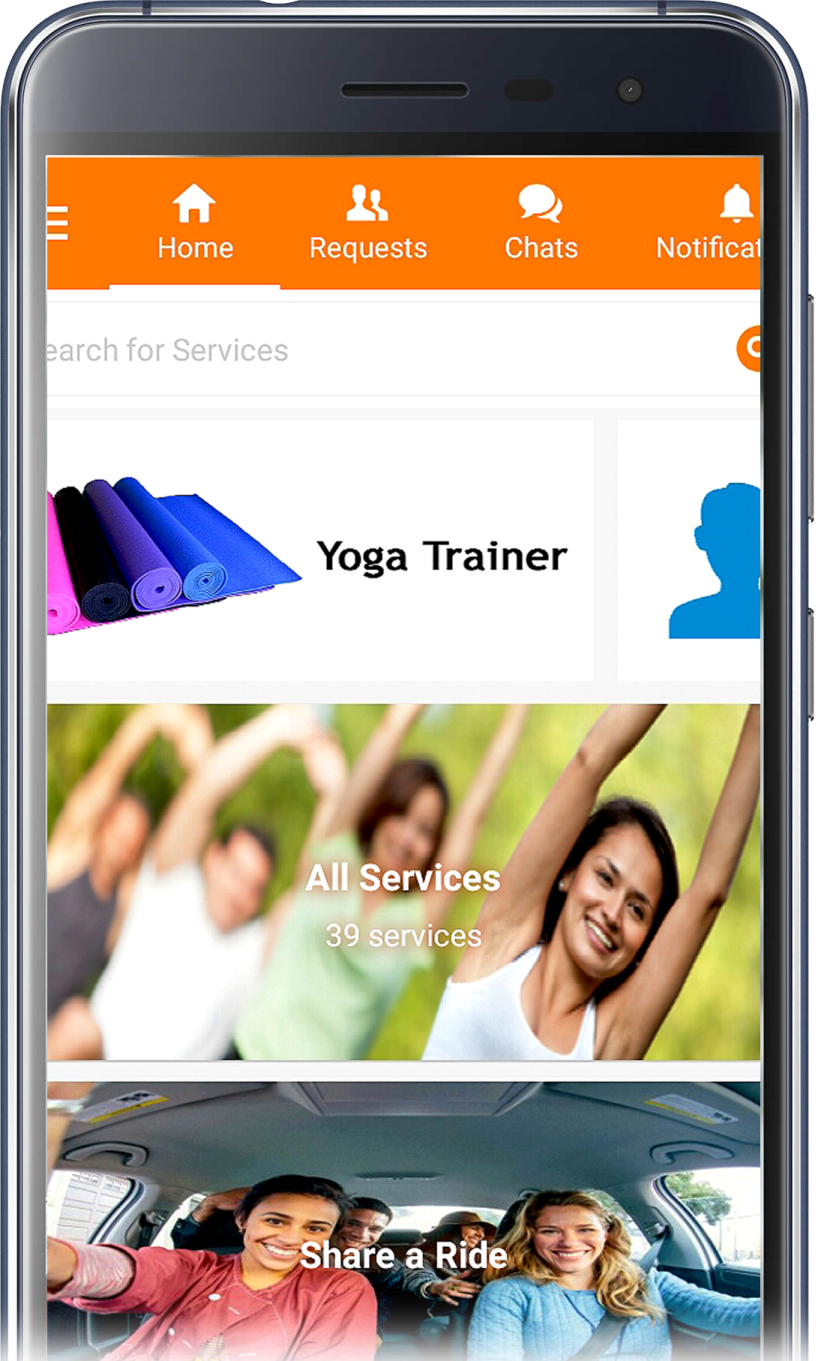 Home Requests Chats Notificat
earch for Services
Yoga Trainer
All Services
39 services
Share a Ride